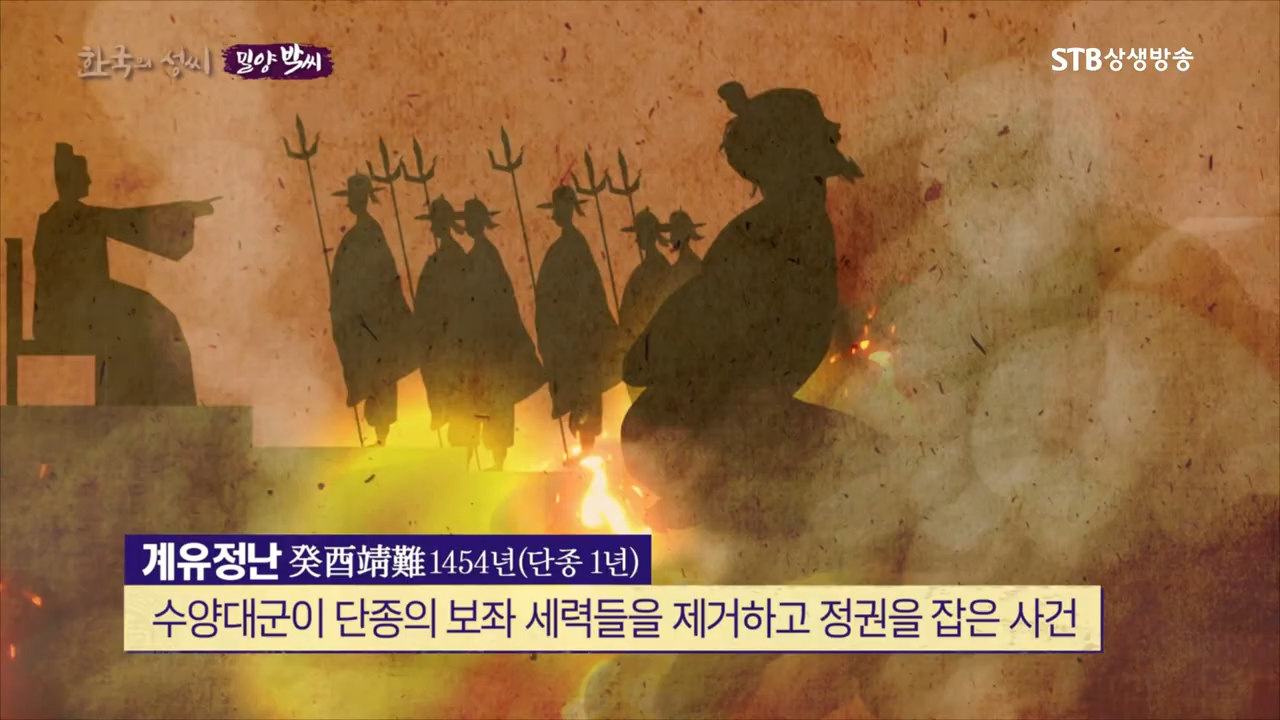 한국의 성씨 밀양 박씨
STB상생방송
계유정난 癸酉靖難 1454년(단종 1년)
수양대군이 단종의 보좌 세력들을 제거하고 정권을 잡은 사건